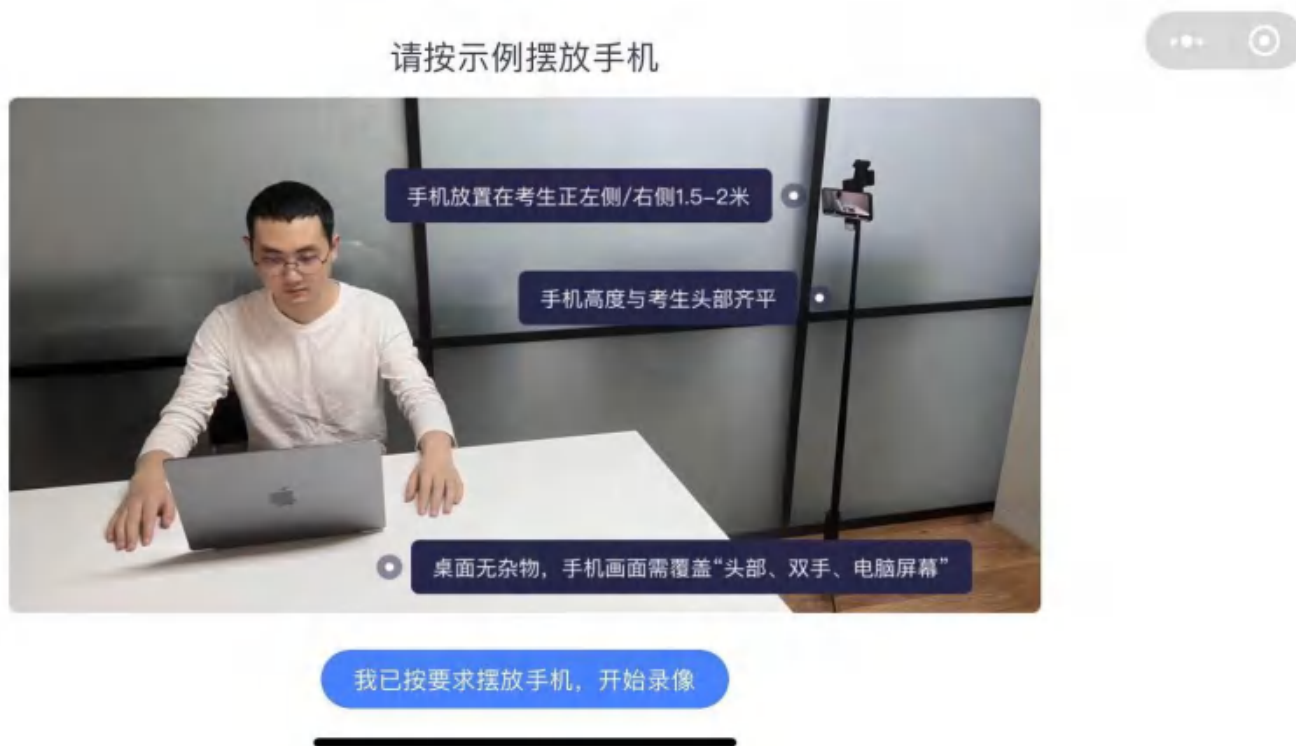 请按示例摆放手机
手机放置在考生正左侧/右侧1.5-2米
手机高度与考生头部齐平
桌面无杂物，手机画面需覆盖“头部、双手、电脑屏幕”
我已按要求摆放手机，开始录像